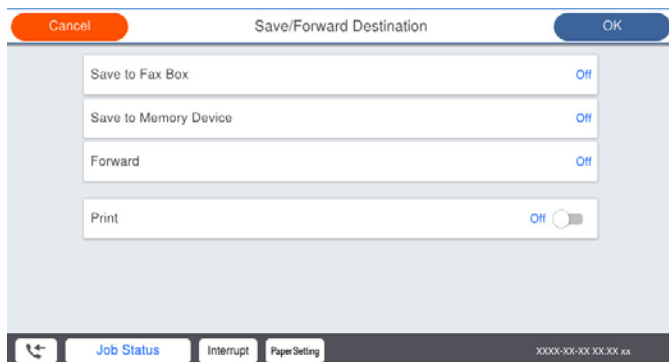 Cancel Save/Forward Destination OK
Save to Fax Box Off
Save to Memory Device Off
Forward Off
Print Off
Job Status Interrupt PaperSetting XXXX-XX-XX XX:XX xx